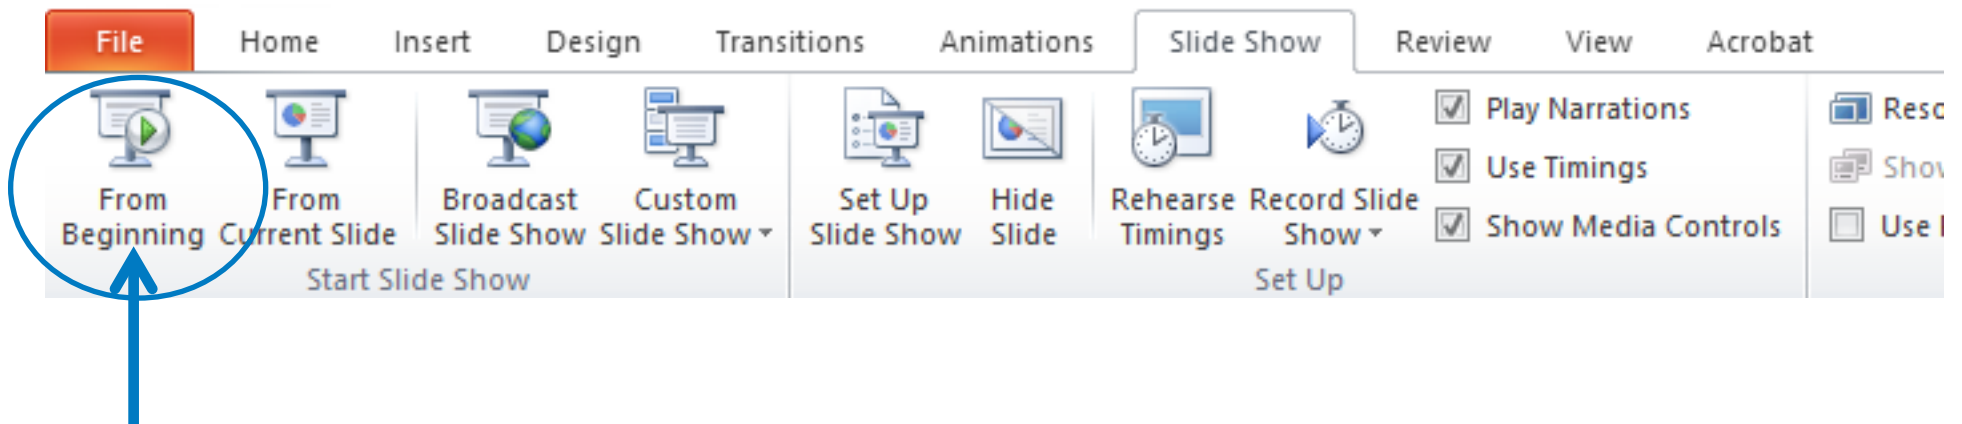 File Home Insert Design Transitions Animations Slide Show Review View Acrobat
From Beginning
From Current Slide
Broadcast Slide Show
Custom Slide Show
Set Up Slide Show
Hide Slide
Rehearse Timings
Record Slide Show
Play Narrations
Use Timings
Show Media Controls
Use
Start Slide Show
Set Up